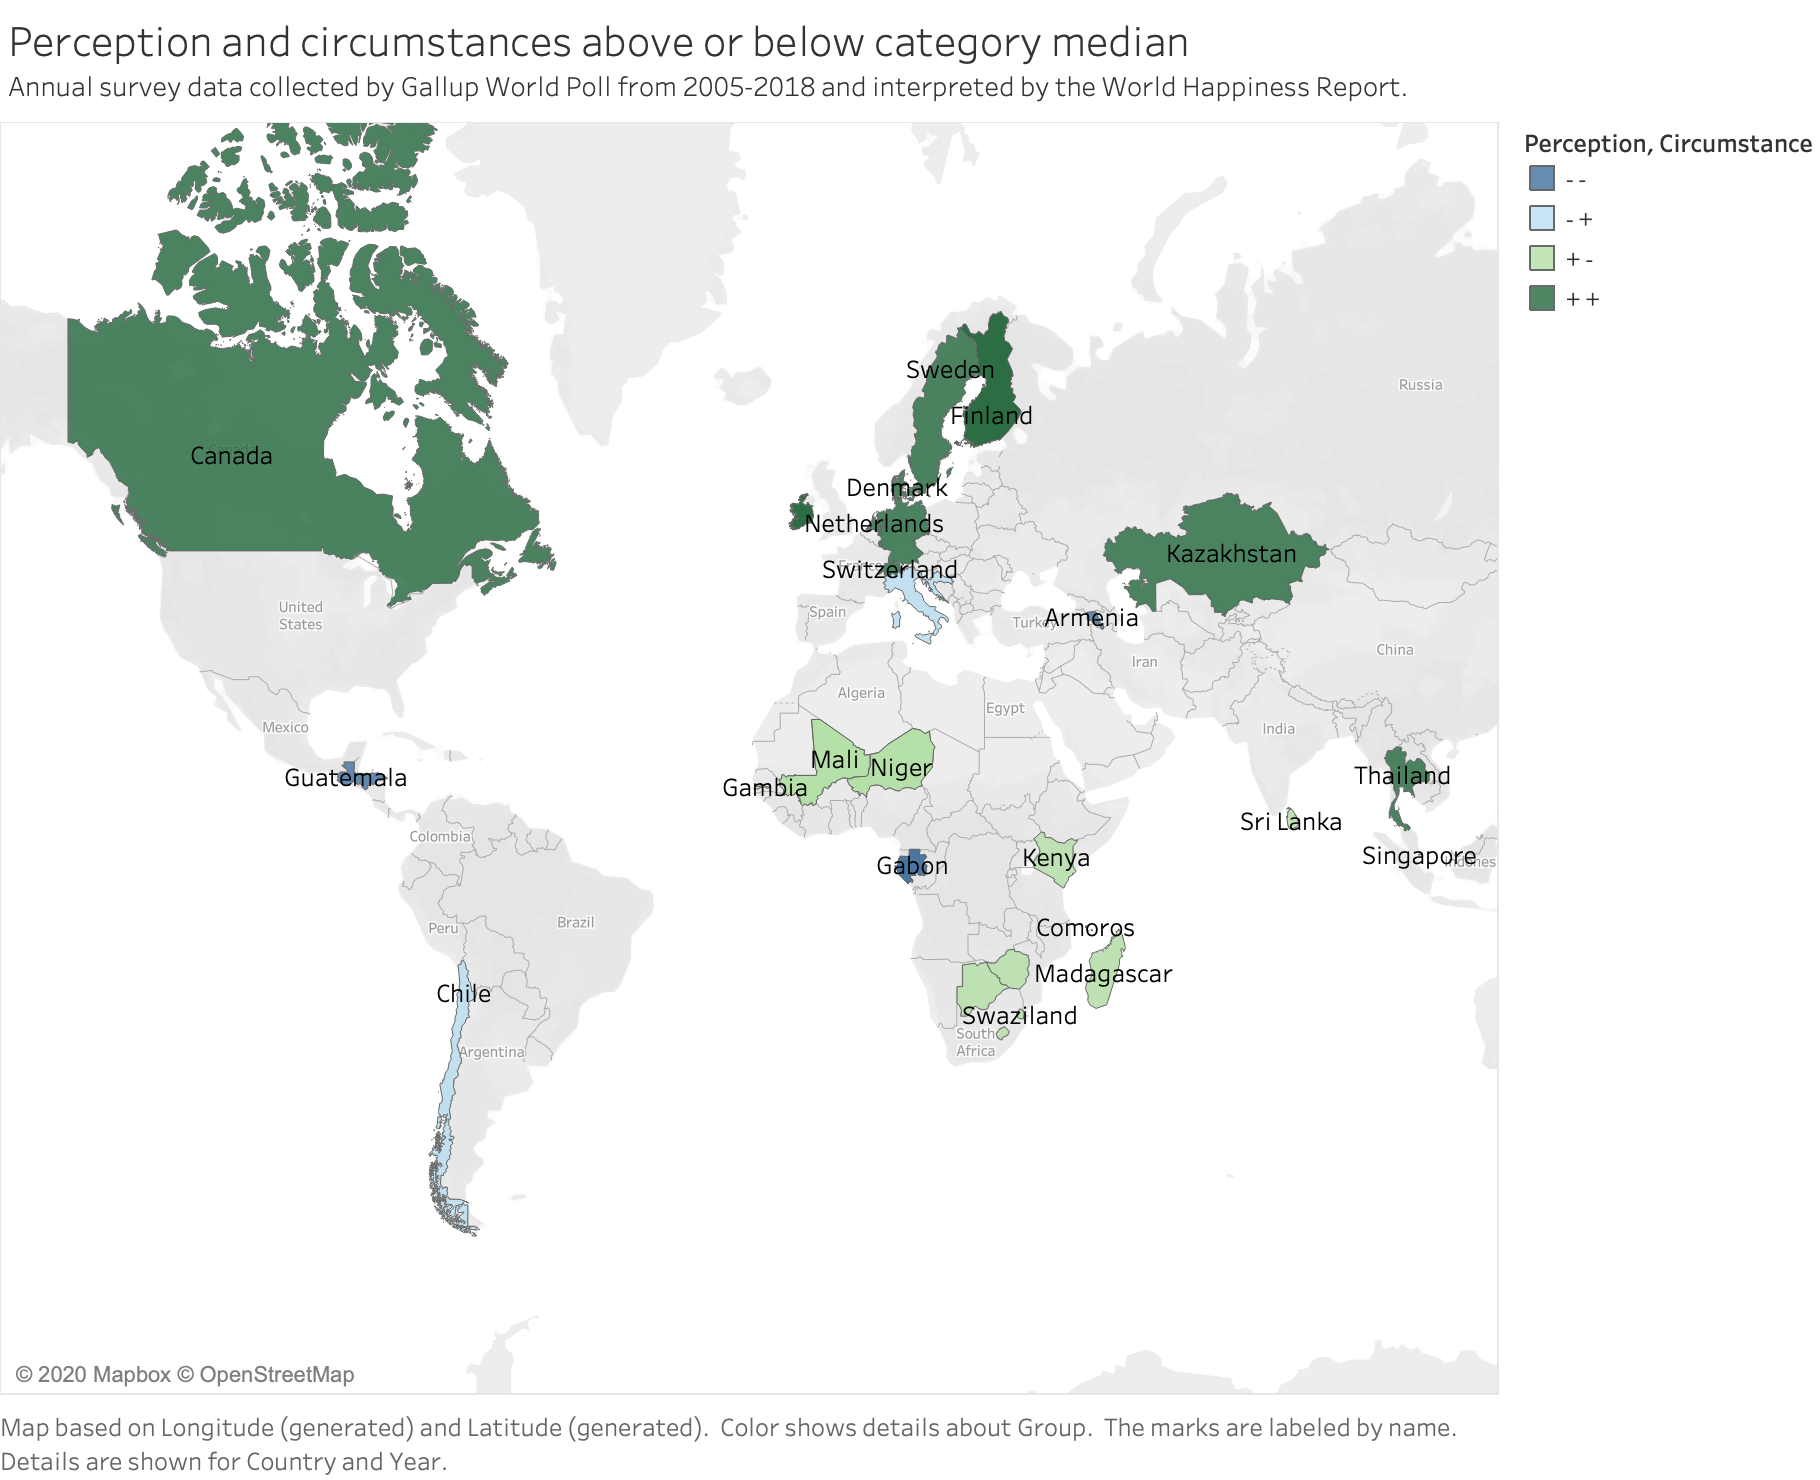 Perception and circumstances above or below category median
Annual survey data collected by Gallup World Poll from 2005-2018 and interpreted by the World Happiness Report.
Perception, Circumstance
- -
- +
+ -
+ +
Sweden
Russia
Finland
Canada
Canada
Denmark
Netherlands
Kazakhstan
France
Switzerland
United
States
Spain
Turkey
Armenia
China
Iran
Algeria
Egypt
Mexico
India
Mali
Niger
Guatemala
Gambia
Thailand
Sri Lanka
Colombia
Singapore
Indones
Gabon
Kenya
Peru
Brazil
Comoros
Madagascar
Chile
Swaziland
South
Africa
Argentina
© 2020 Mapbox © OpenStreetMap
Map based on Longitude (generated) and Latitude (generated).  Color shows details about Group.  The marks are labeled by name.
Details are shown for Country and Year.